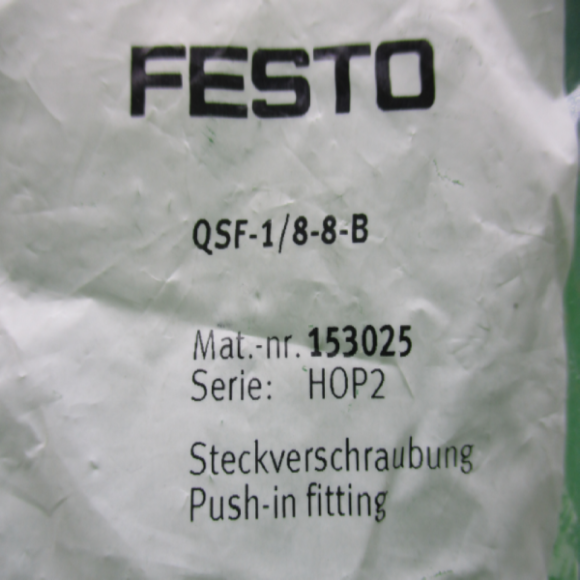 FESTO
QSF-1/8-8-B
Mat.-nr. 153025
Serie: HOP2
Steckverschraubung
Push-in fitting